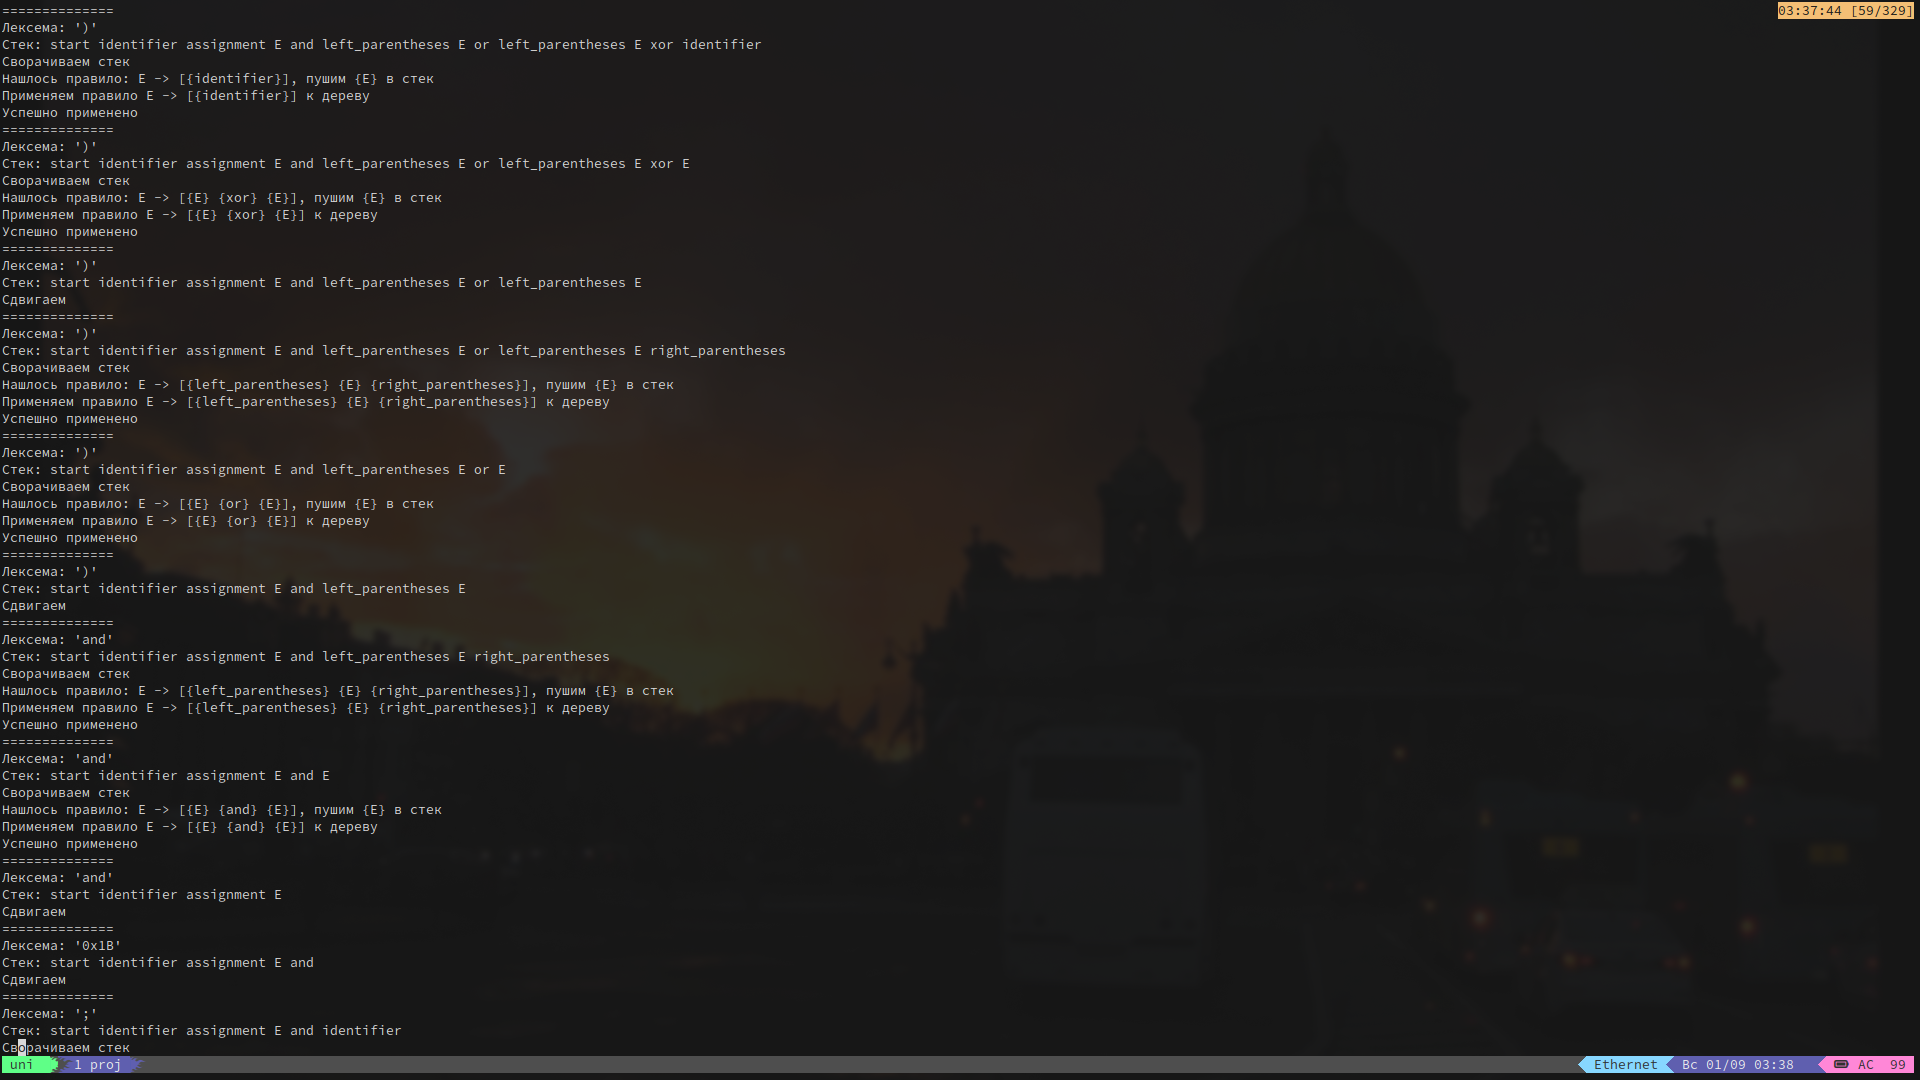 ==============
03:37:44 [59/329]
Лексема: ')'
Стек: start identifier assignment E and left_parentheses E or left_parentheses E xor identifier
Сворачиваем стек
Нашлось правило: E -> [{identifier}], пушим {E} в стек
Применяем правило E -> [{identifier}] к дереву
Успешно применено
==============
Лексема: ')'
Стек: start identifier assignment E and left_parentheses E or left_parentheses E xor E
Сворачиваем стек
Нашлось правило: E -> [{E} {xor} {E}], пушим {E} в стек
Применяем правило E -> [{E} {xor} {E}] к дереву
Успешно применено
==============
Лексема: ')'
Стек: start identifier assignment E and left_parentheses E or left_parentheses E
Сдвигаем
==============
Лексема: ')'
Стек: start identifier assignment E and left_parentheses E or left_parentheses E right_parentheses
Сворачиваем стек
Нашлось правило: E -> [{left_parentheses} {E} {right_parentheses}], пушим {E} в стек
Применяем правило E -> [{left_parentheses} {E} {right_parentheses}] к дереву
Успешно применено
==============
Лексема: ')'
Стек: start identifier assignment E and left_parentheses E or E
Сворачиваем стек
Нашлось правило: E -> [{E} {or} {E}], пушим {E} в стек
Применяем правило E -> [{E} {or} {E}] к дереву
Успешно применено
==============
Лексема: ')'
Стек: start identifier assignment E and left_parentheses E
Сдвигаем
==============
Лексема: 'and'
Стек: start identifier assignment E and left_parentheses E right_parentheses
Сворачиваем стек
Нашлось правило: E -> [{left_parentheses} {E} {right_parentheses}], пушим {E} в стек
Применяем правило E -> [{left_parentheses} {E} {right_parentheses}] к дереву
Успешно применено
==============
Лексема: 'and'
Стек: start identifier assignment E and E
Сворачиваем стек
Нашлось правило: E -> [{E} {and} {E}], пушим {E} в стек
Применяем правило E -> [{E} {and} {E}] к дереву
Успешно применено
==============
Лексема: 'and'
Стек: start identifier assignment E
Сдвигаем
==============
Лексема: '0x1B'
Стек: start identifier assignment E and
Сдвигаем
==============
Лексема: ';'
Стек: start identifier assignment E and identifier
Сворачиваем стек
uni 1 proj Ethernet Вс 01/09 03:38 AC 99